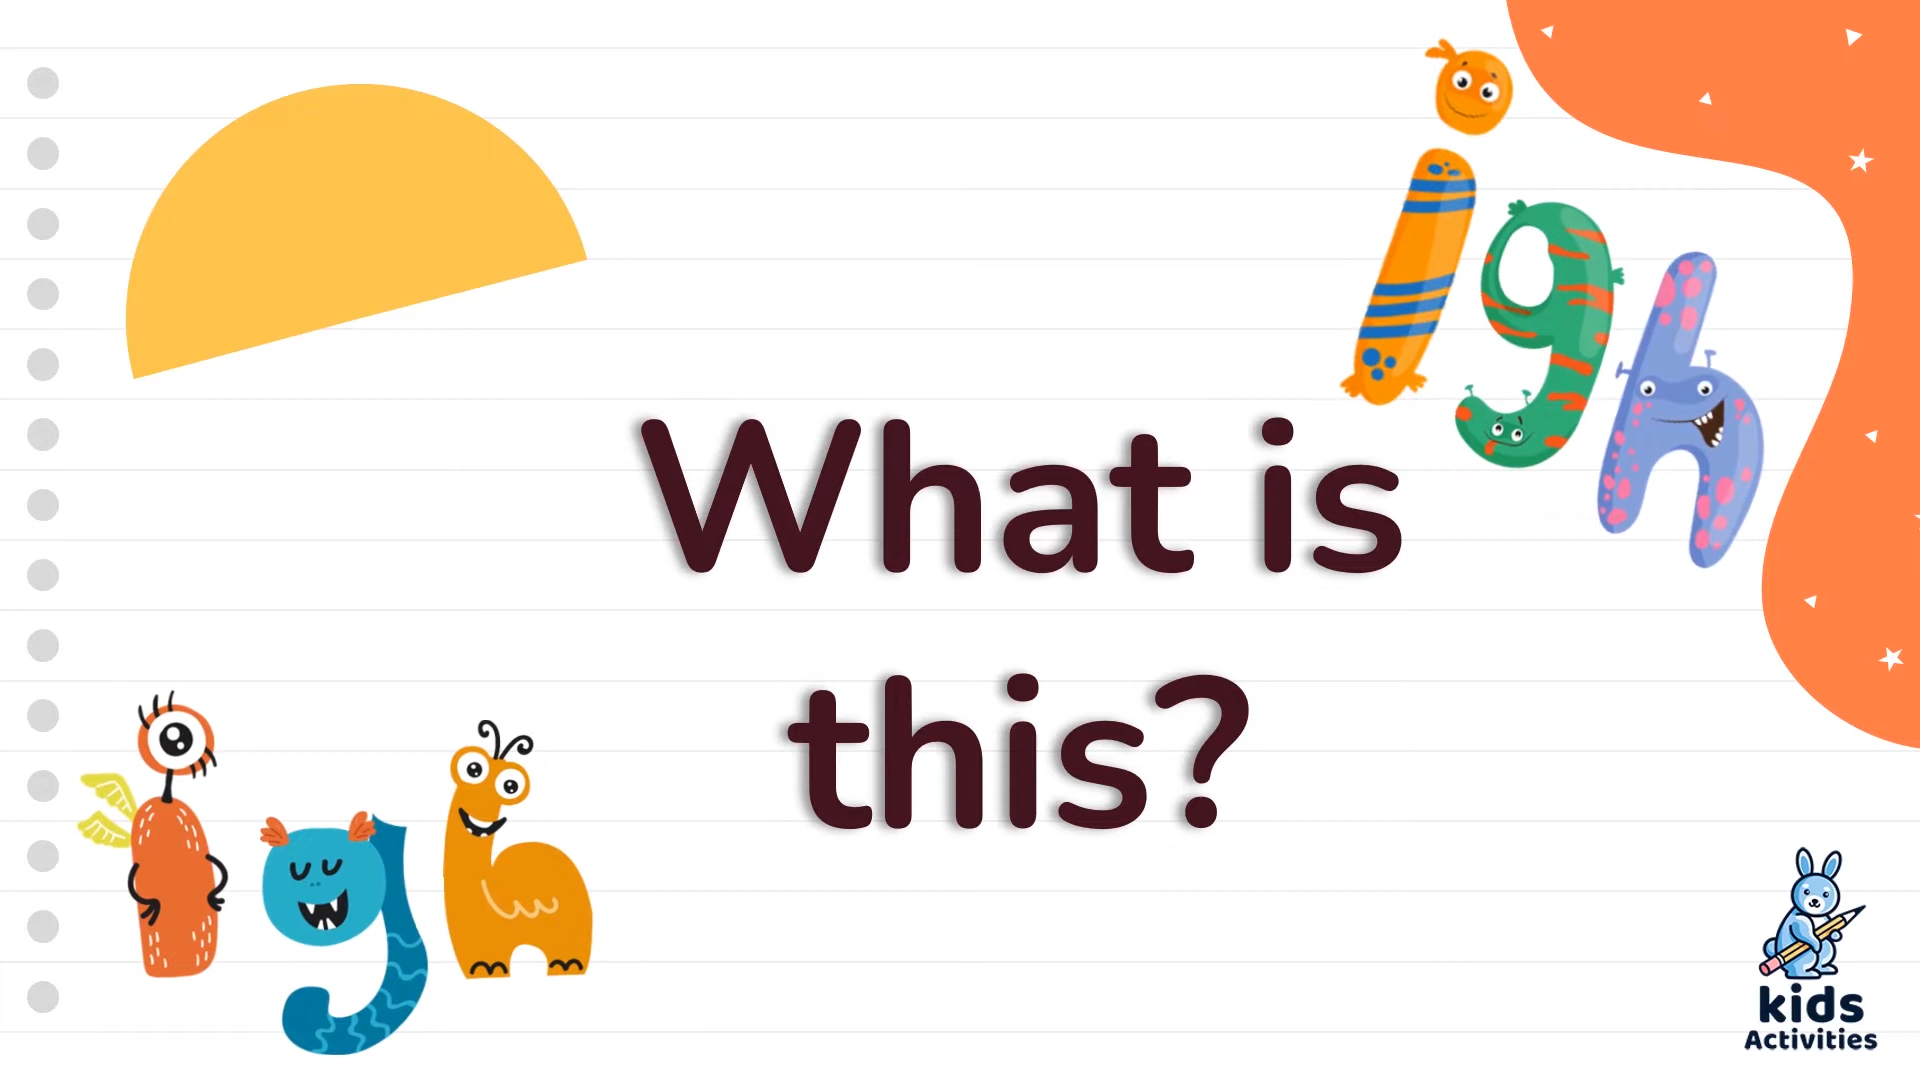 igh
What is
this?
igh
kids
Activities